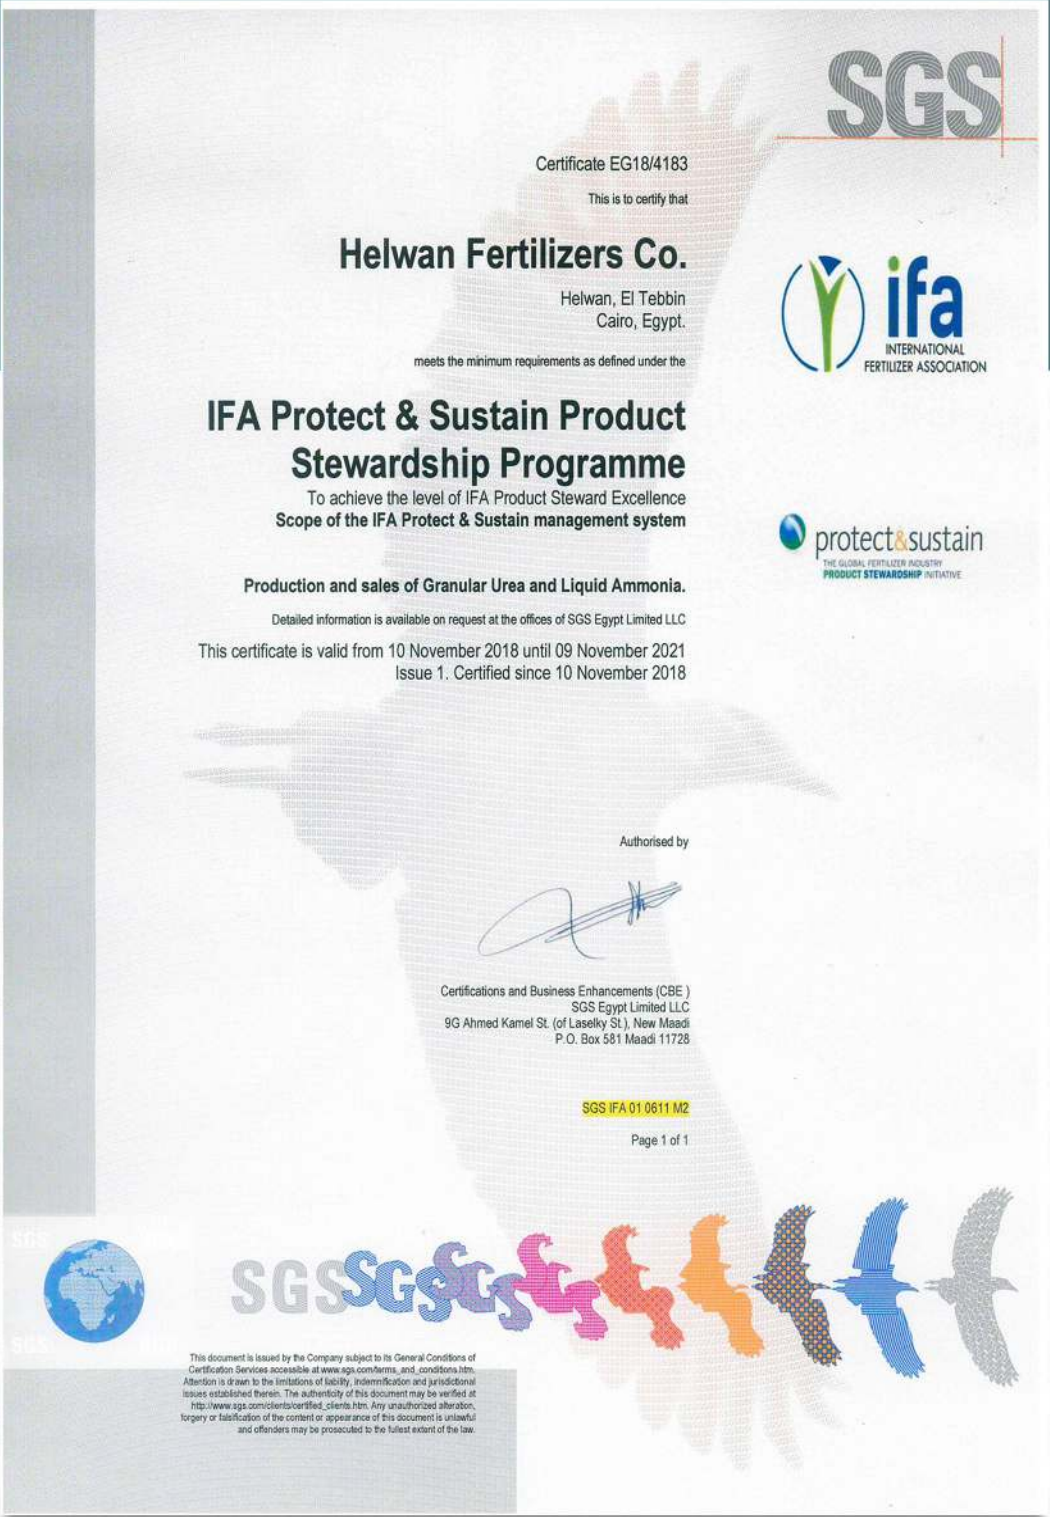 SGS
Certificate EG18/4183
This is to certify that
Helwan Fertilizers Co.
Helwan, El Tebbin
Cairo, Egypt.
ifa
INTERNATIONAL
FERTILIZER ASSOCIATION
meets the minimum requirements as defined under the
IFA Protect & Sustain Product
Stewardship Programme
To achieve the level of IFA Product Steward Excellence
Scope of the IFA Protect & Sustain management system
protect&sustain
THE GLOBAL FERTILIZER INDUSTRY
PRODUCT STEWARDSHIP INITIATIVE
Production and sales of Granular Urea and Liquid Ammonia.
Detailed information is available on request at the offices of SGS Egypt Limited LLC
This certificate is valid from 10 November 2018 until 09 November 2021
Issue 1. Certified since 10 November 2018
Authorised by
Certifications and Business Enhancements (CBE )
SGS Egypt Limited LLC
9G Ahmed Kamel St. (of Laselky St.), New Maadi
P.O. Box 581 Maadi 11728
SGS IFA 01 0611 M2
Page 1 of 1
SGS
SGS
SGSSGSSGS
This document is issued by the Company subject to its General Conditions of
Certification Services accessible at www.sgs.com/terms_and_conditions.htm.
Attention is drawn to the limitations of liability, indemnification and jurisdictional
issues established therein. The authenticity of this document may be verified at
http://www.sgs.com/clients/certified_clients.htm. Any unauthorized alteration,
forgery or falsification of the content or appearance of this document is unlawful
and offenders may be prosecuted to the fullest extent of the law.